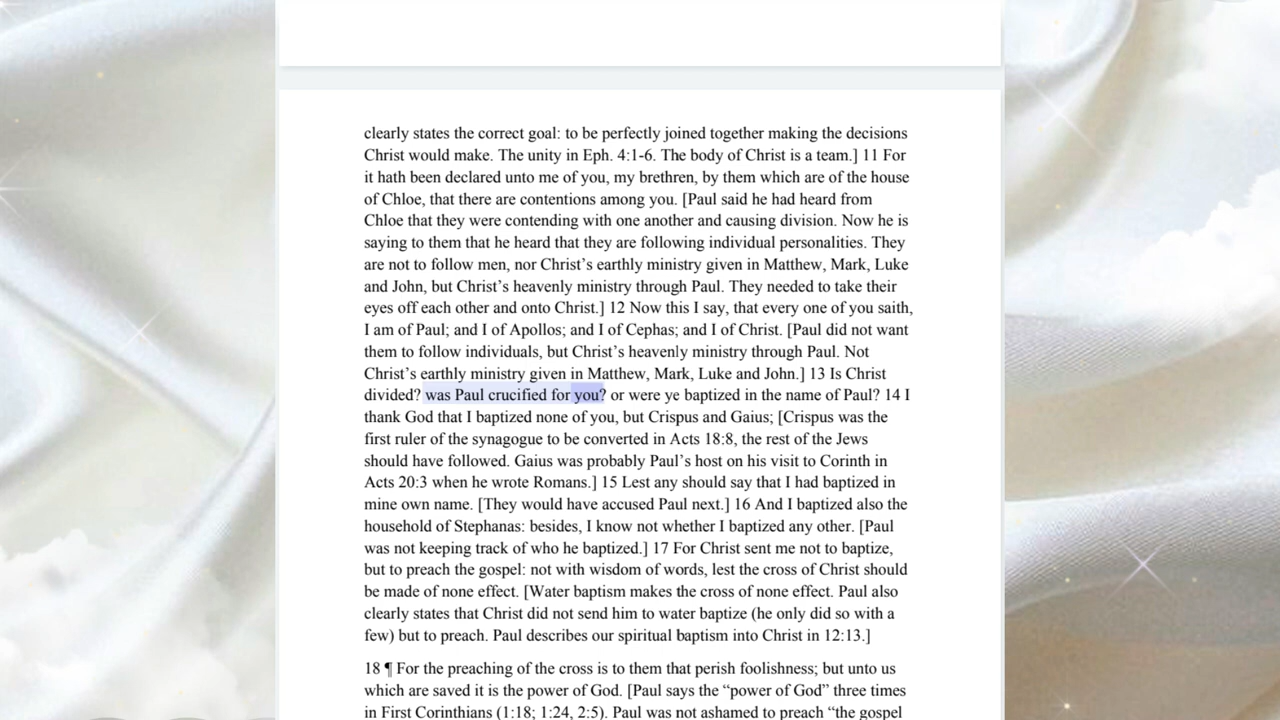 clearly states the correct goal: to be perfectly joined together making the decisions
Christ would make. The unity in Eph. 4:1-6. The body of Christ is a team.] 11 For
it hath been declared unto me of you, my brethren, by them which are of the house
of Chloe, that there are contentions among you. [Paul said he had heard from
Chloe that they were contending with one another and causing division. Now he is
saying to them that he heard that they are following individual personalities. They
are not to follow men, nor Christ’s earthly ministry given in Matthew, Mark, Luke
and John, but Christ’s heavenly ministry through Paul. They needed to take their
eyes off each other and onto Christ.] 12 Now this I say, that every one of you saith,
I am of Paul; and I of Apollos; and I of Cephas; and I of Christ. [Paul did not want
them to follow individuals, but Christ’s heavenly ministry through Paul. Not
Christ’s earthly ministry given in Matthew, Mark, Luke and John.] 13 Is Christ
divided? was Paul crucified for you? or were ye baptized in the name of Paul? 14 I
thank God that I baptized none of you, but Crispus and Gaius; [Crispus was the
first ruler of the synagogue to be converted in Acts 18:8, the rest of the Jews
should have followed. Gaius was probably Paul’s host on his visit to Corinth in
Acts 20:3 when he wrote Romans.] 15 Lest any should say that I had baptized in
mine own name. [They would have accused Paul next.] 16 And I baptized also the
household of Stephanas: besides, I know not whether I baptized any other. [Paul
was not keeping track of who he baptized.] 17 For Christ sent me not to baptize,
but to preach the gospel: not with wisdom of words, lest the cross of Christ should
be made of none effect. [Water baptism makes the cross of none effect. Paul also
clearly states that Christ did not send him to water baptize (he only did so with a
few) but to preach. Paul describes our spiritual baptism into Christ in 12:13.]
18 ¶ For the preaching of the cross is to them that perish foolishness; but unto us
which are saved it is the power of God. [Paul says the “power of God” three times
in First Corinthians (1:18; 1:24, 2:5). Paul was not ashamed to preach “the gospel